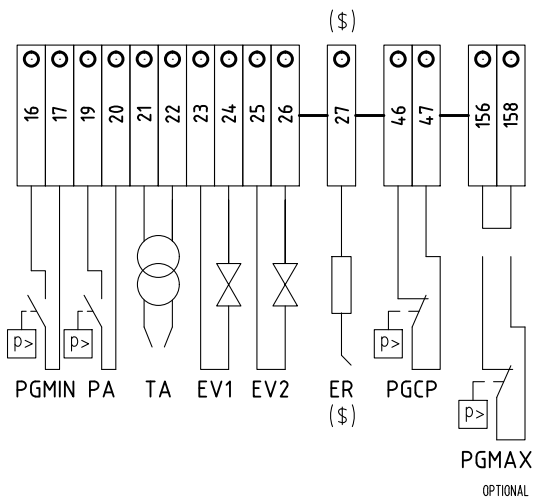 ($)
16 17 19 20 21 22 23 24 25 26 27 46 47 156 158
p> p> p>
PGMIN PA TA EV1 EV2 ER PGCP
($)
p>
PGMAX
OPTIONAL